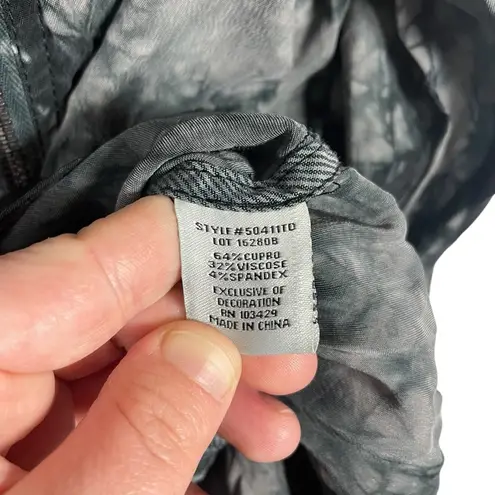 STYLE#50411TD
LOT 16280B
64%CUPRO
32%VISCOSE
4%SPANDEX
EXCLUSIVE OF
DECORATION
RN 103429
MADE IN CHINA